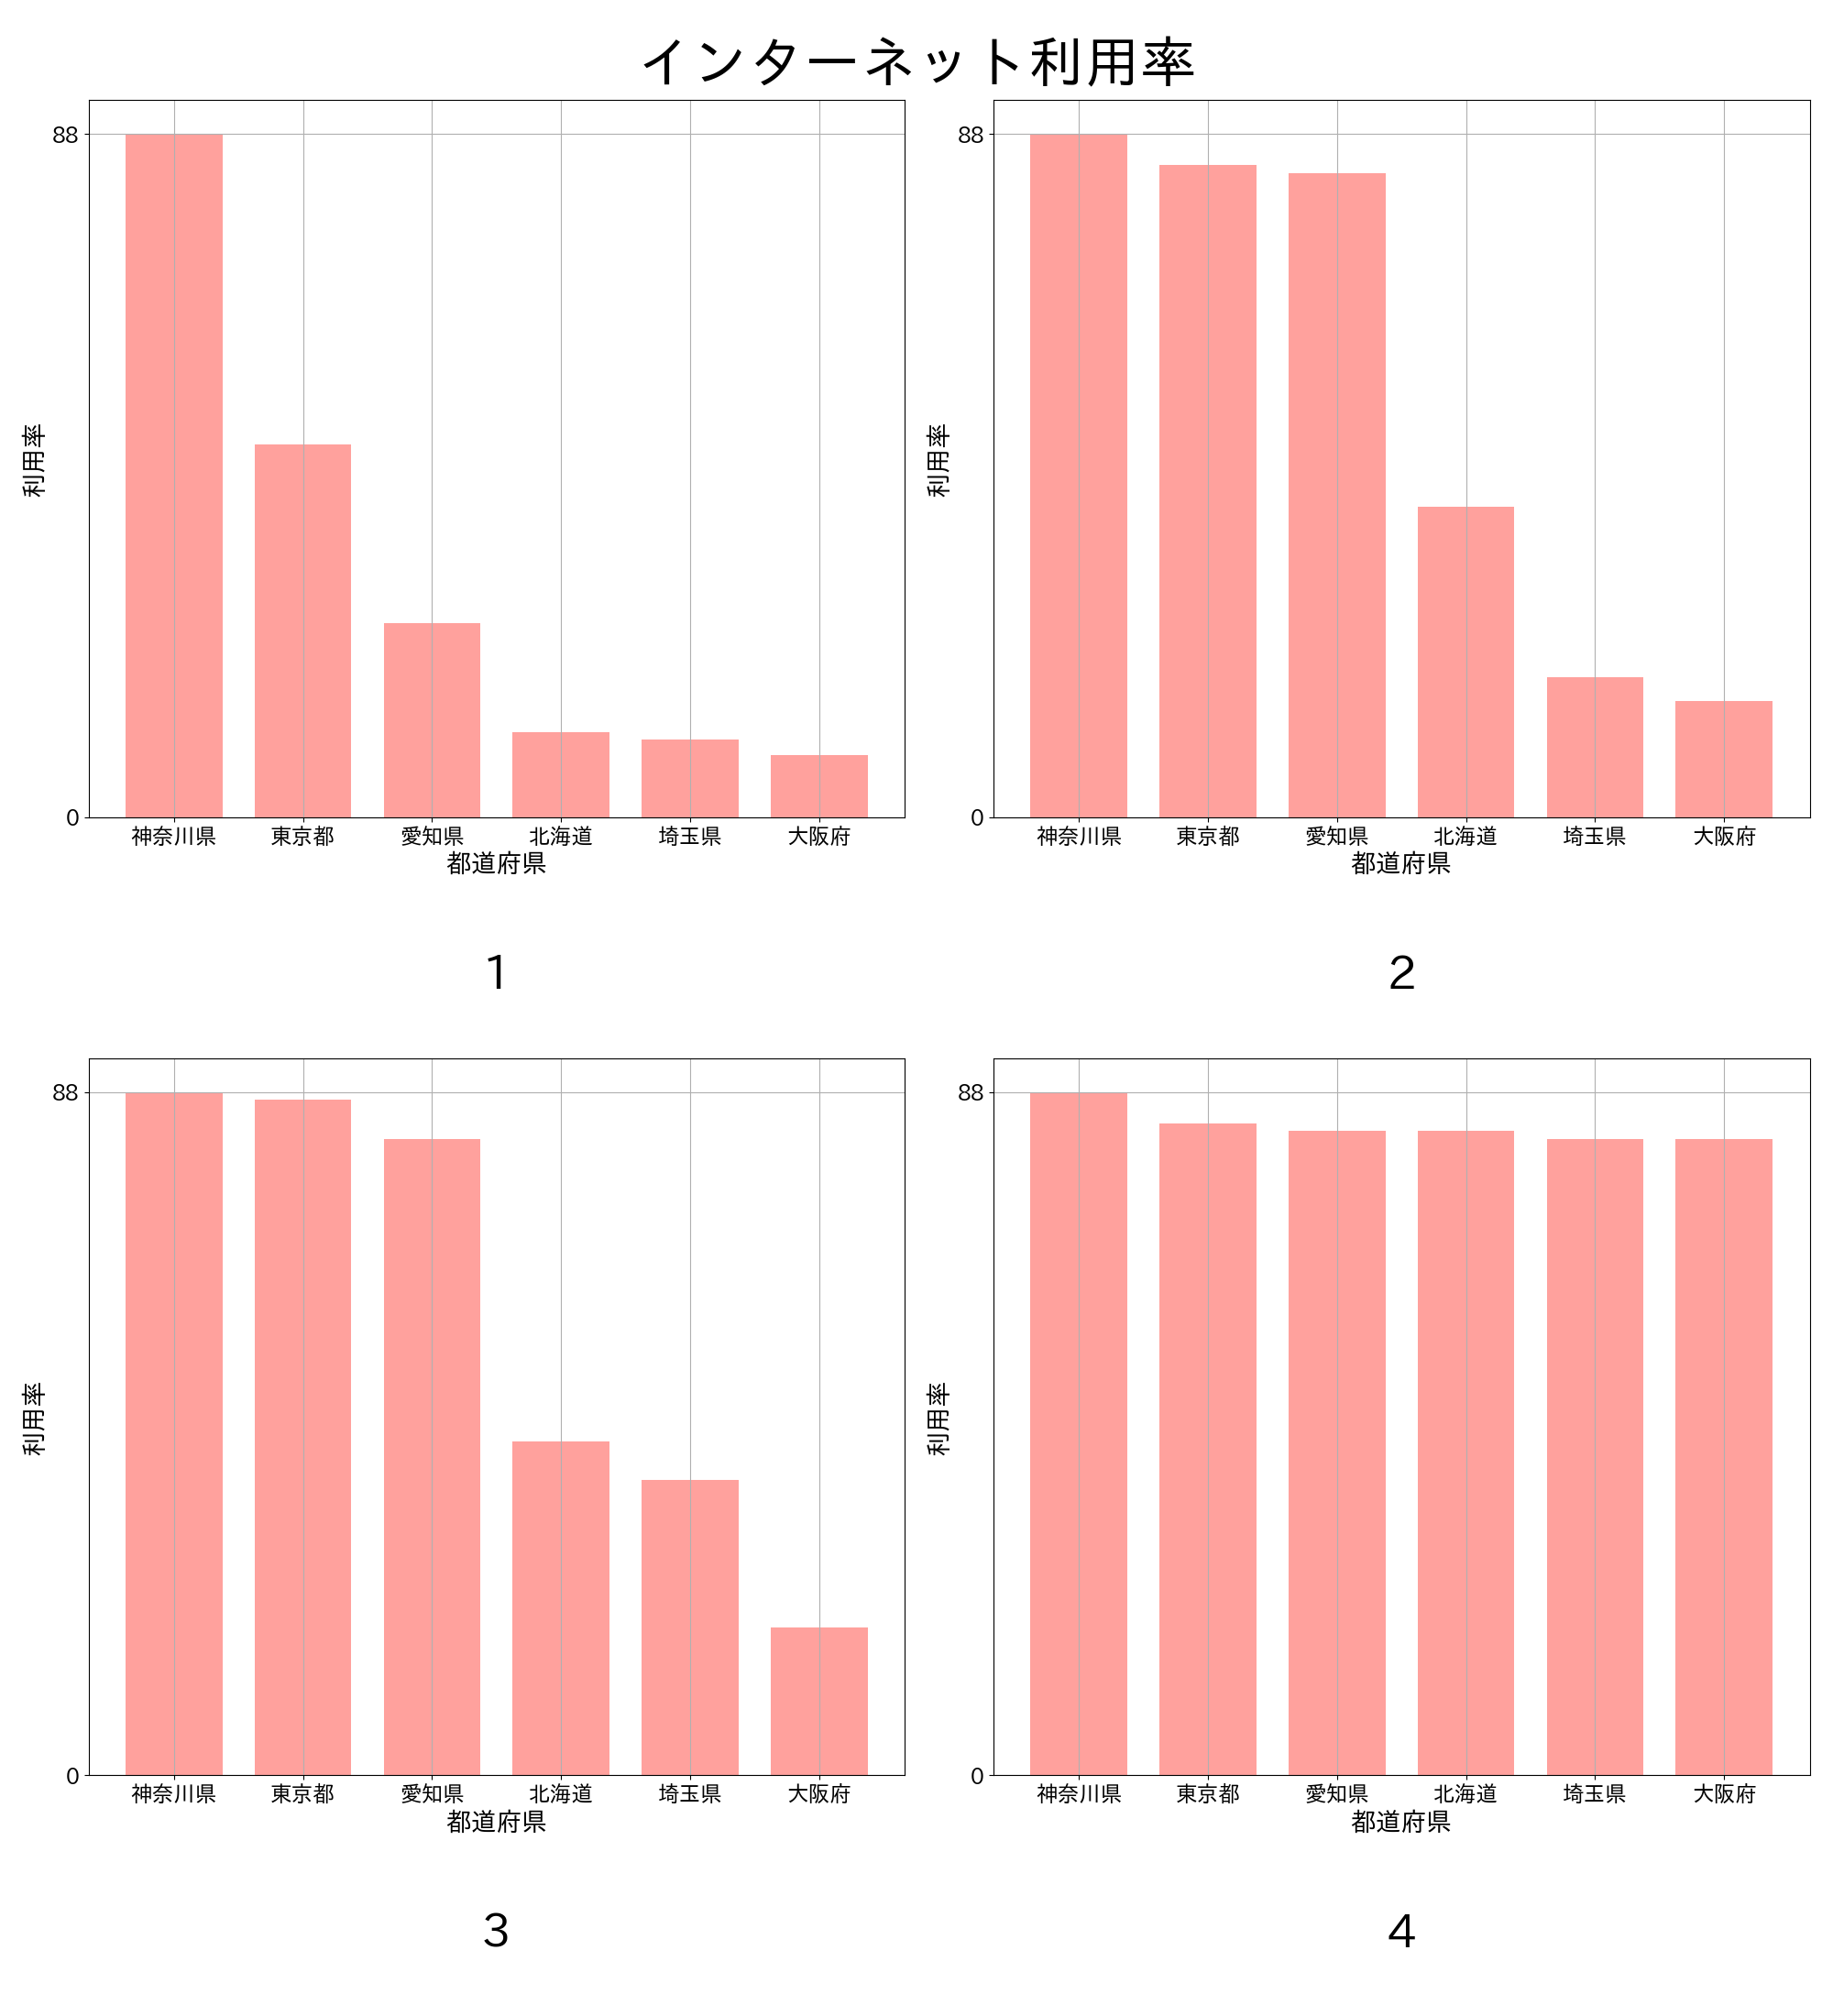 インターネット利用率
88
0
利用率
神奈川県 東京都 愛知県 北海道 埼玉県 大阪府
都道府県
1
88
0
利用率
神奈川県 東京都 愛知県 北海道 埼玉県 大阪府
都道府県
2
88
0
利用率
神奈川県 東京都 愛知県 北海道 埼玉県 大阪府
都道府県
3
88
0
利用率
神奈川県 東京都 愛知県 北海道 埼玉県 大阪府
都道府県
4